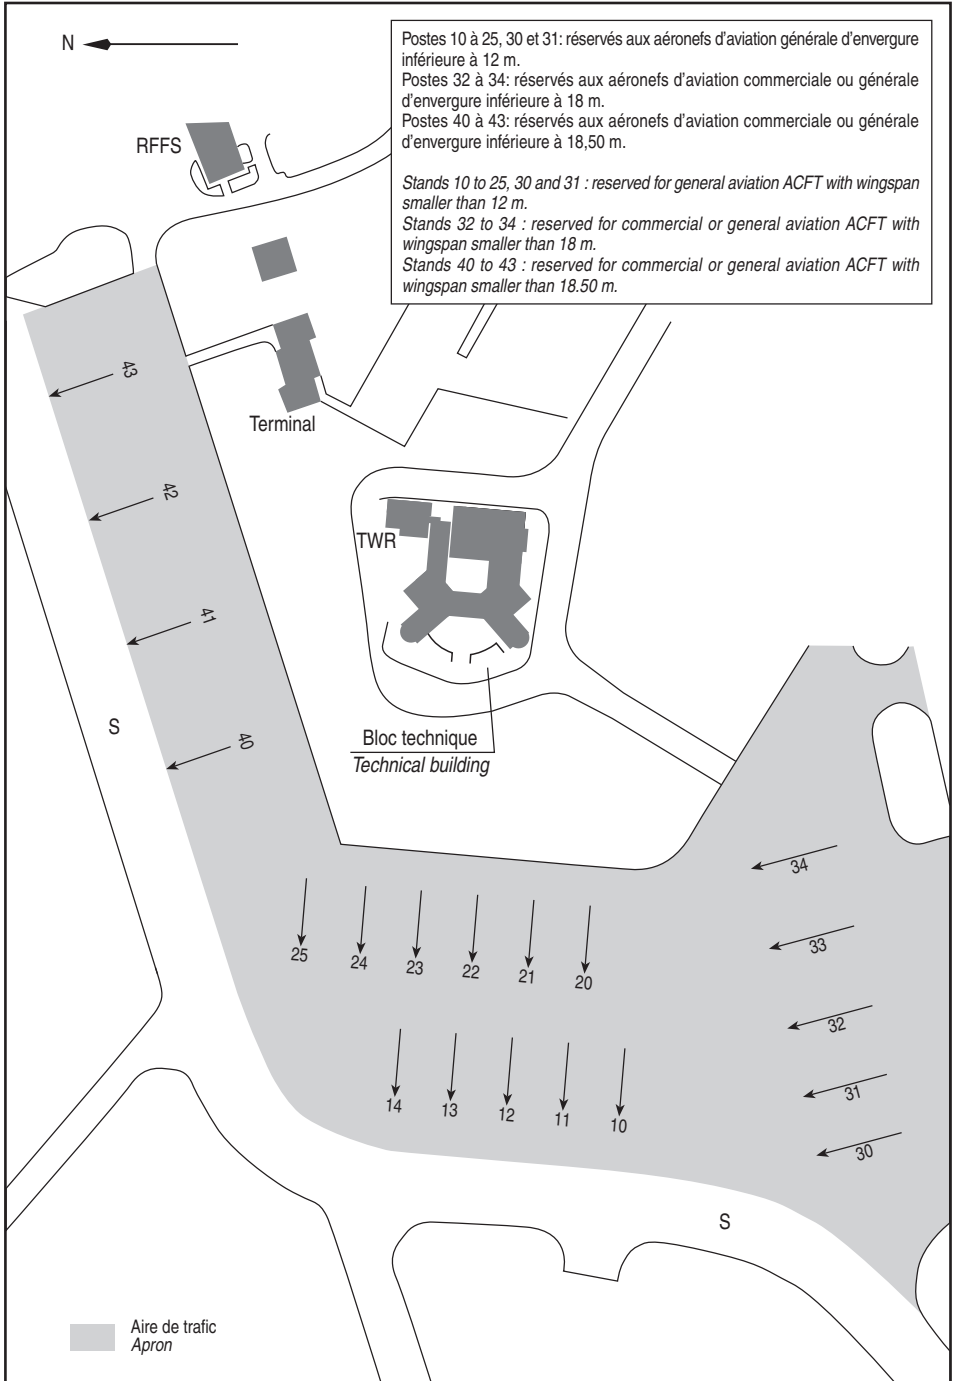 N
Postes 10 à 25, 30 et 31: réservés aux aéronefs d'aviation générale d'envergure
inférieure à 12 m.
Postes 32 à 34: réservés aux aéronefs d'aviation commerciale ou générale
d'envergure inférieure à 18 m.
Postes 40 à 43: réservés aux aéronefs d'aviation commerciale ou générale
d'envergure inférieure à 18,50 m.
Stands 10 to 25, 30 and 31 : reserved for general aviation ACFT with wingspan
smaller than 12 m.
Stands 32 to 34 : reserved for commercial or general aviation ACFT with
wingspan smaller than 18 m.
Stands 40 to 43 : reserved for commercial or general aviation ACFT with
wingspan smaller than 18.50 m.
RFFS
43
Terminal
42
TWR
41
S
40
Bloc technique
Technical building
34
33
25
24
23
22
21
20
32
31
14
13
12
11
10
30
S
Aire de trafic
Apron